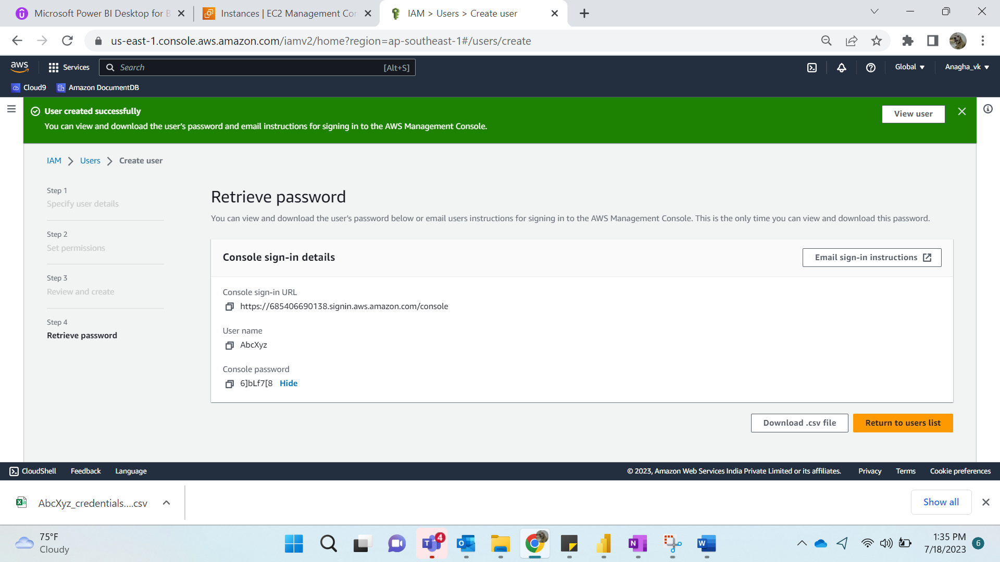 Microsoft Power BI Desktop for B
Instances | EC2 Management Con
IAM > Users > Create user
us-east-1.console.aws.amazon.com/iamv2/home?region=ap-southeast-1#/users/create
aws
Services
Search
[Alt+S]
Global
Anagha_vk
Cloud9
Amazon DocumentDB
User created successfully
You can view and download the user's password and email instructions for signing in to the AWS Management Console.
View user
IAM
Users
Create user
Step 1
Specify user details
Step 2
Set permissions
Step 3
Review and create
Step 4
Retrieve password
Retrieve password
You can view and download the user's password below or email users instructions for signing in to the AWS Management Console. This is the only time you can view and download this password.
Console sign-in details
Email sign-in instructions
Console sign-in URL
https://685406690138.signin.aws.amazon.com/console
User name
AbcXyz
Console password
6]bLf7[8 Hide
Download .csv file
Return to users list
CloudShell
Feedback
Language
© 2023, Amazon Web Services India Private Limited or its affiliates.
Privacy
Terms
Cookie preferences
AbcXyz_credentials....csv
Show all
75°F
Cloudy
4
1:35 PM
7/18/2023
6